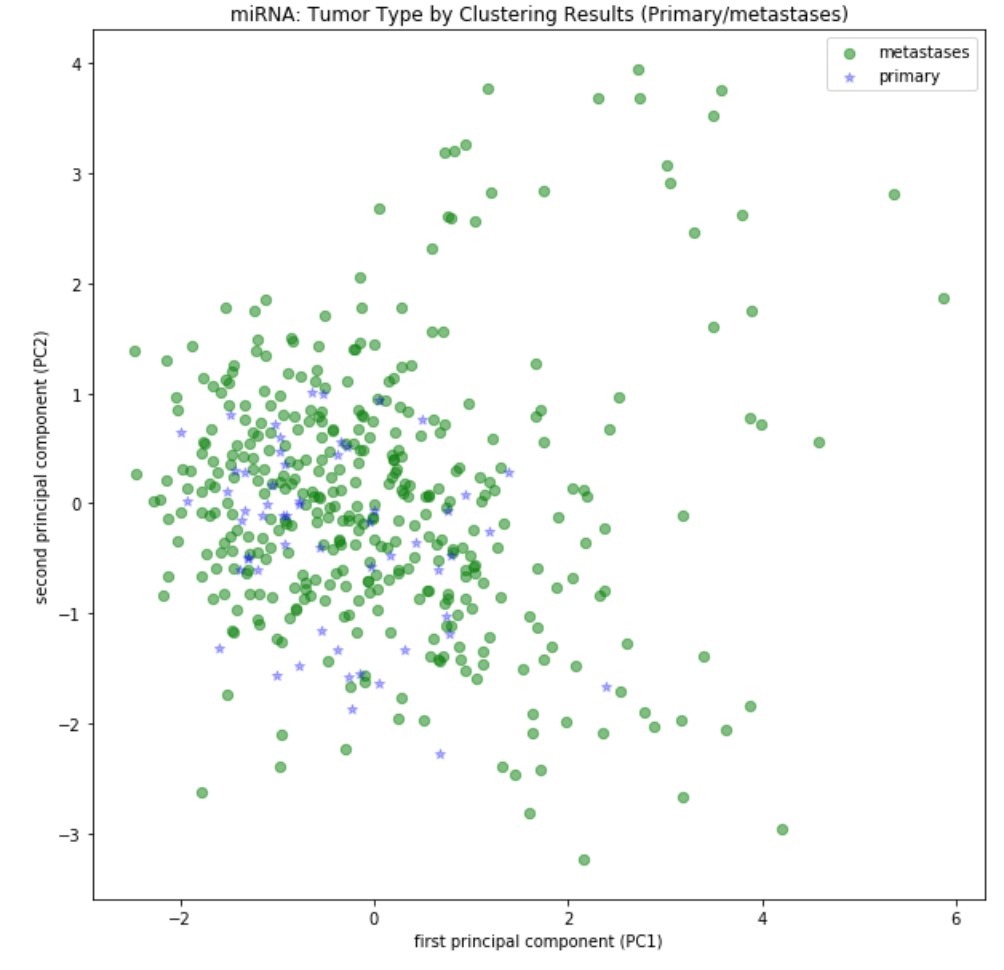 miRNA: Tumor Type by Clustering Results (Primary/metastases)
metastases
primary
4
3
2
1
0
−1
−2
−3
second principal component (PC2)
−2
0
2
4
6
first principal component (PC1)